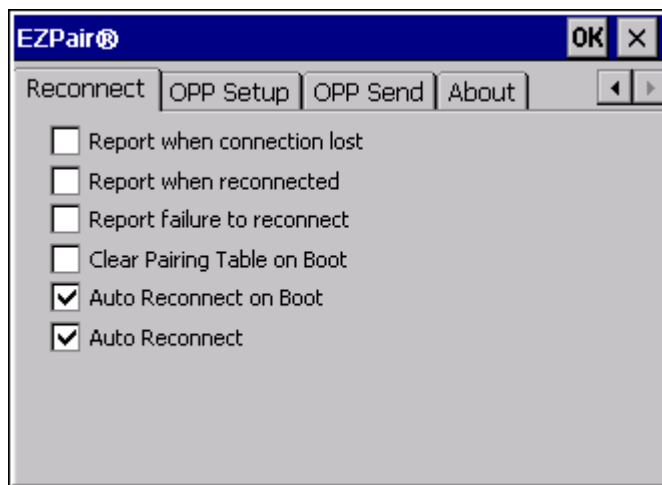 EZPair® OK ×
Reconnect OPP Setup OPP Send About
Report when connection lost
Report when reconnected
Report failure to reconnect
Clear Pairing Table on Boot
Auto Reconnect on Boot
Auto Reconnect